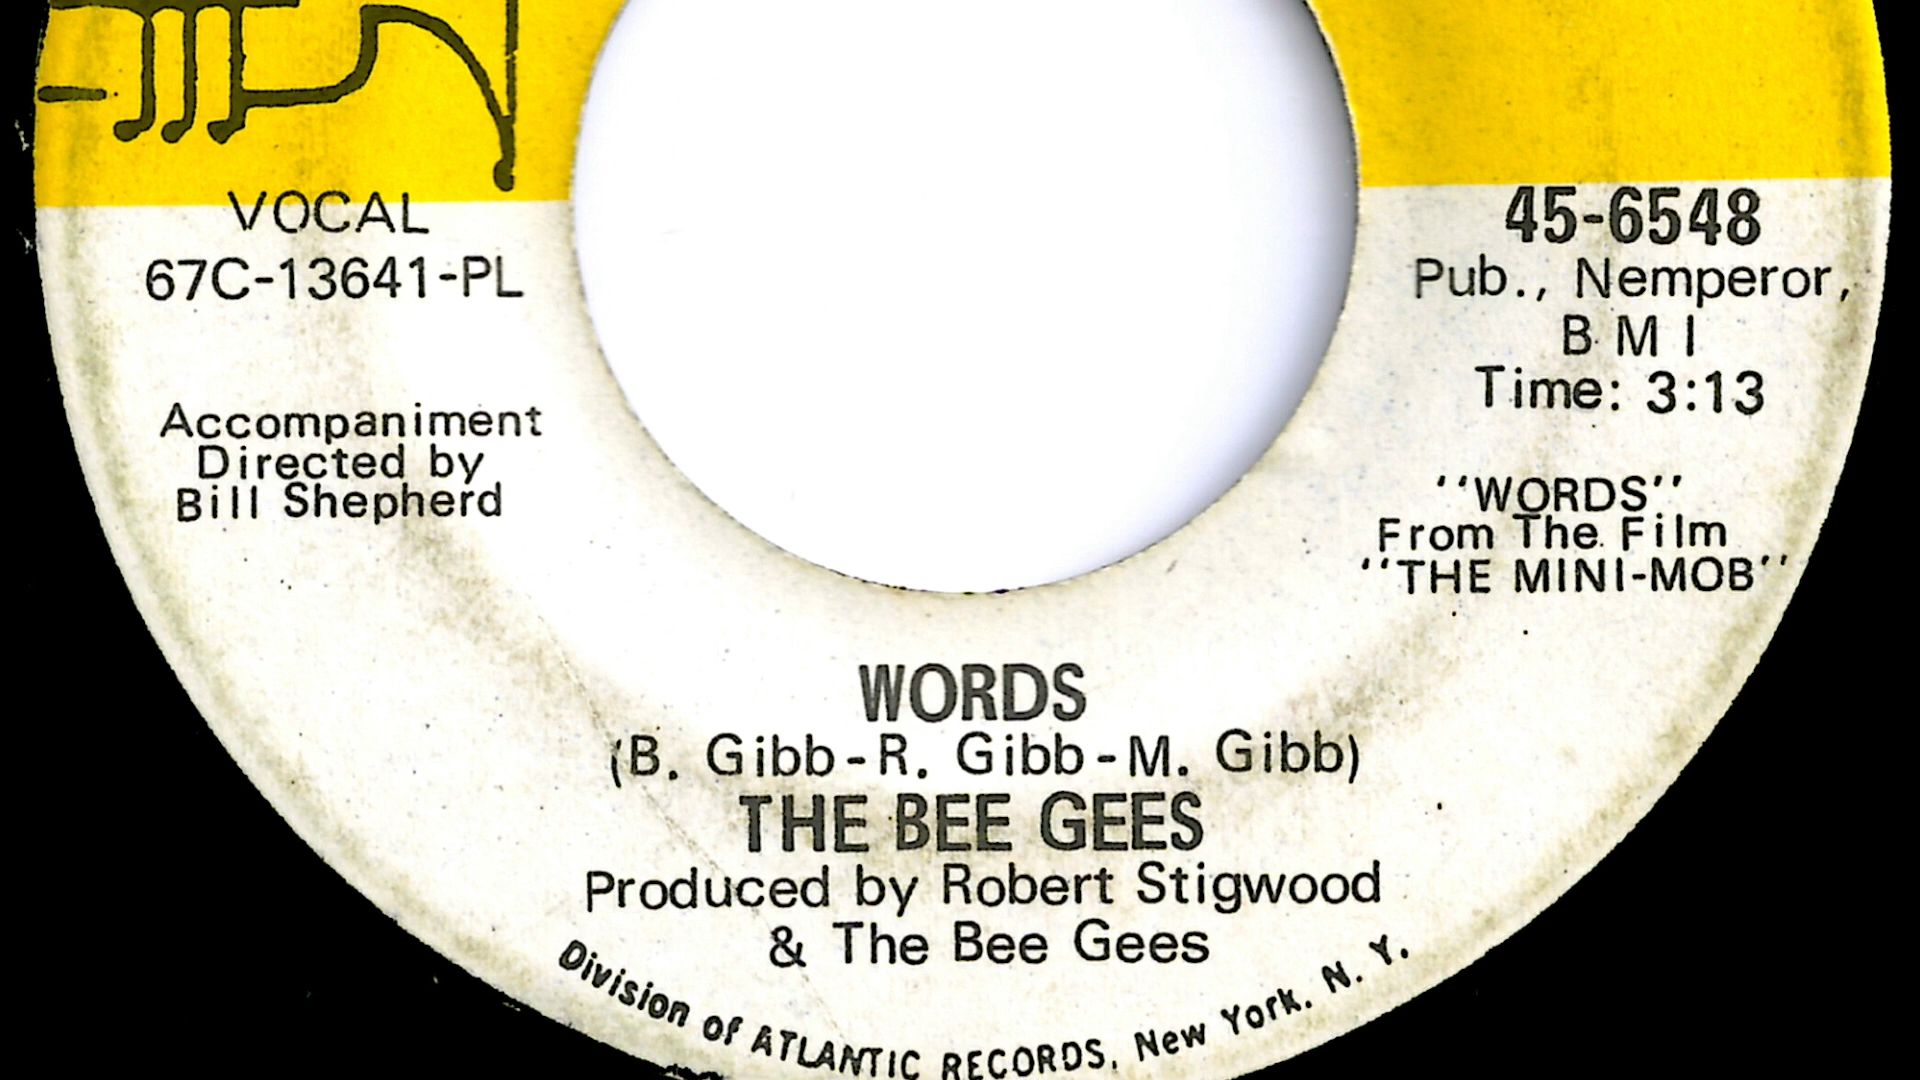 VOCAL
67C-13641-PL
Accompaniment
Directed by
Bill Shepherd
45-6548
Pub., Nemperor,
B M I
Time: 3:13
"WORDS"
From The Film
"THE MINI-MOB"
WORDS
(B. Gibb-R. Gibb-M. Gibb)
THE BEE GEES
Produced by Robert Stigwood
& The Bee Gees
Division of ATLANTIC RECORDS, New York, N. Y.